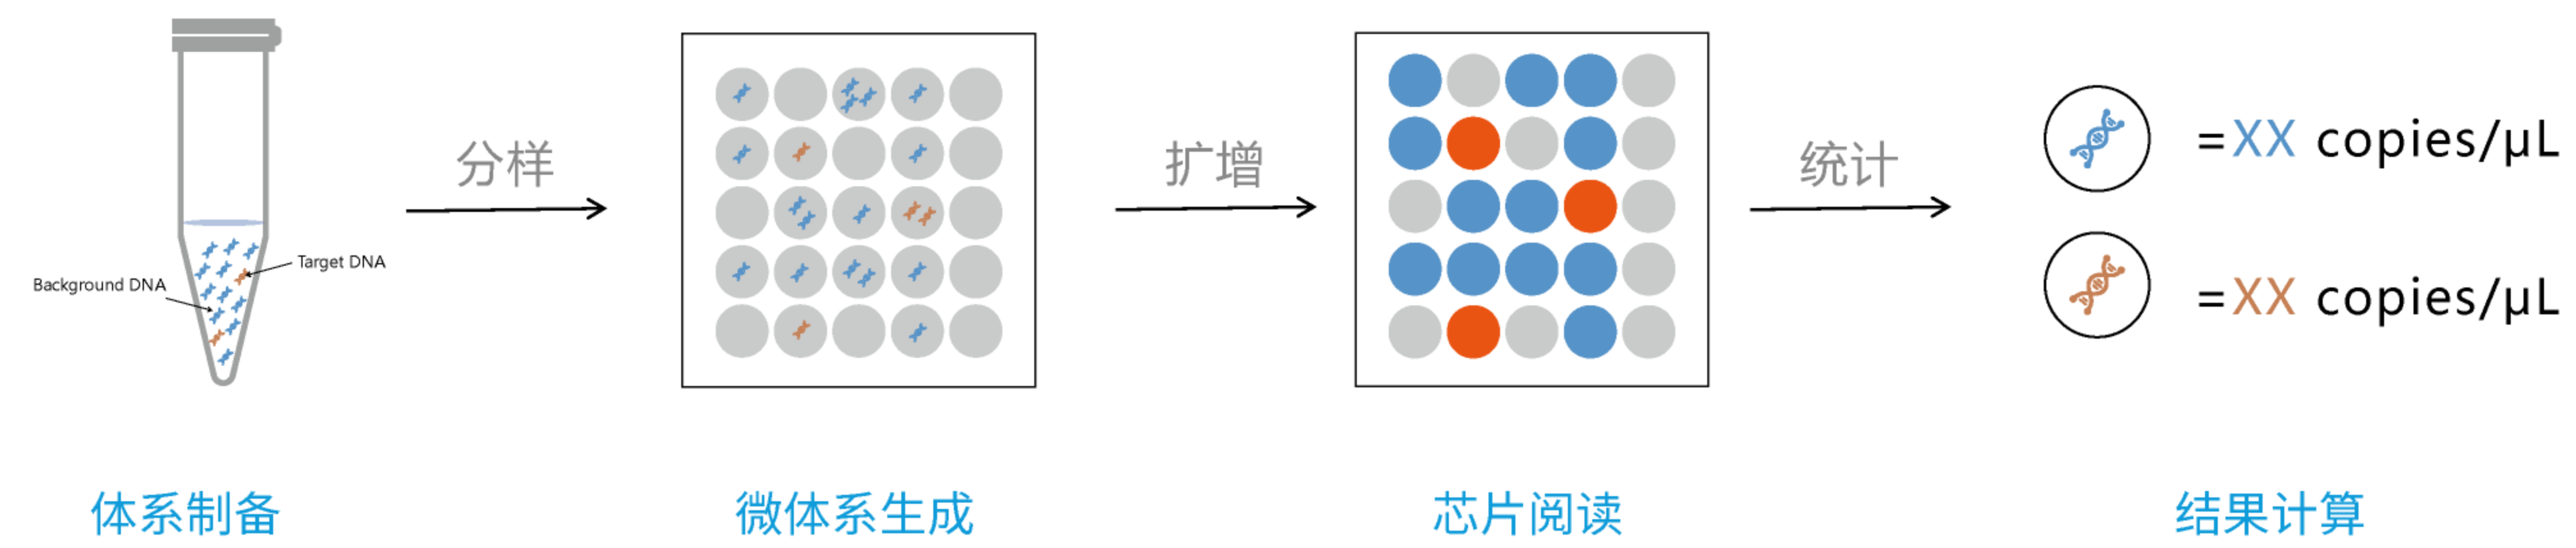 分样
扩增
统计
=XX copies/μL
Target DNA
Background DNA
=XX copies/μL
体系制备
微体系生成
芯片阅读
结果计算